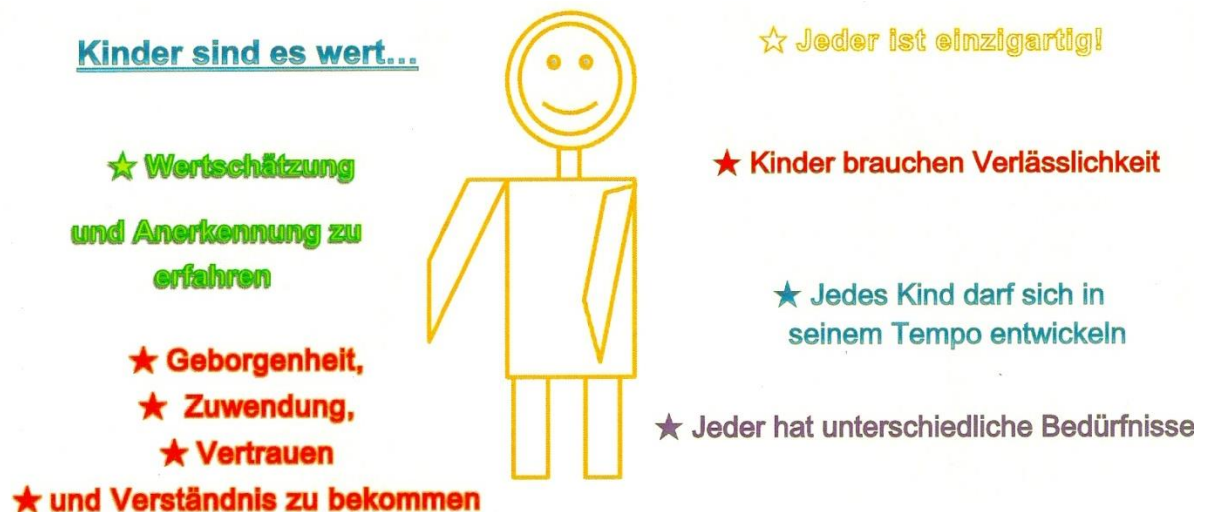 Kinder sind es wert...
★ Wertschätzung
und Anerkennung zu
erfahren
★ Geborgenheit,
★ Zuwendung,
★ Vertrauen
★ und Verständnis zu bekommen
☆ Jeder ist einzigartig!
★ Kinder brauchen Verlässlichkeit
★ Jedes Kind darf sich in
seinem Tempo entwickeln
★ Jeder hat unterschiedliche Bedürfnisse